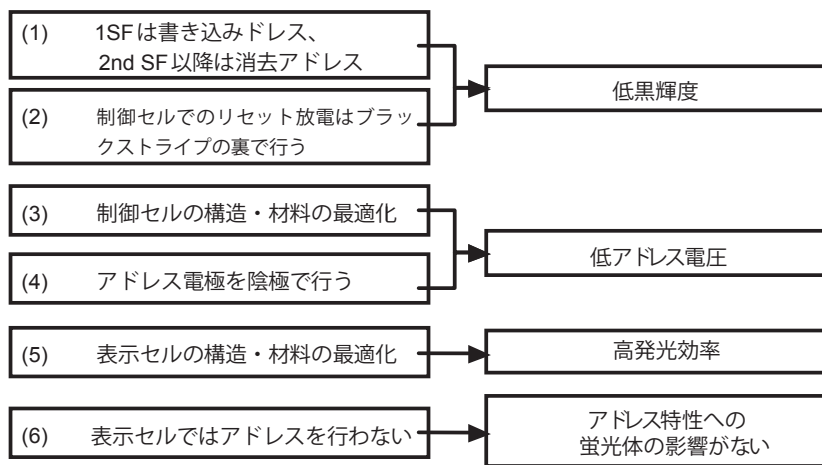 (1) 1SFは書き込みドレス、
2nd SF以降は消去アドレス
低黒輝度
(2) 制御セルでのリセット放電はブラッ
クストライプの裏で行う
(3) 制御セルの構造・材料の最適化
低アドレス電圧
(4) アドレス電極を陰極で行う
(5) 表示セルの構造・材料の最適化
高発光効率
(6) 表示セルではアドレスを行わない
アドレス特性への
蛍光体の影響がない